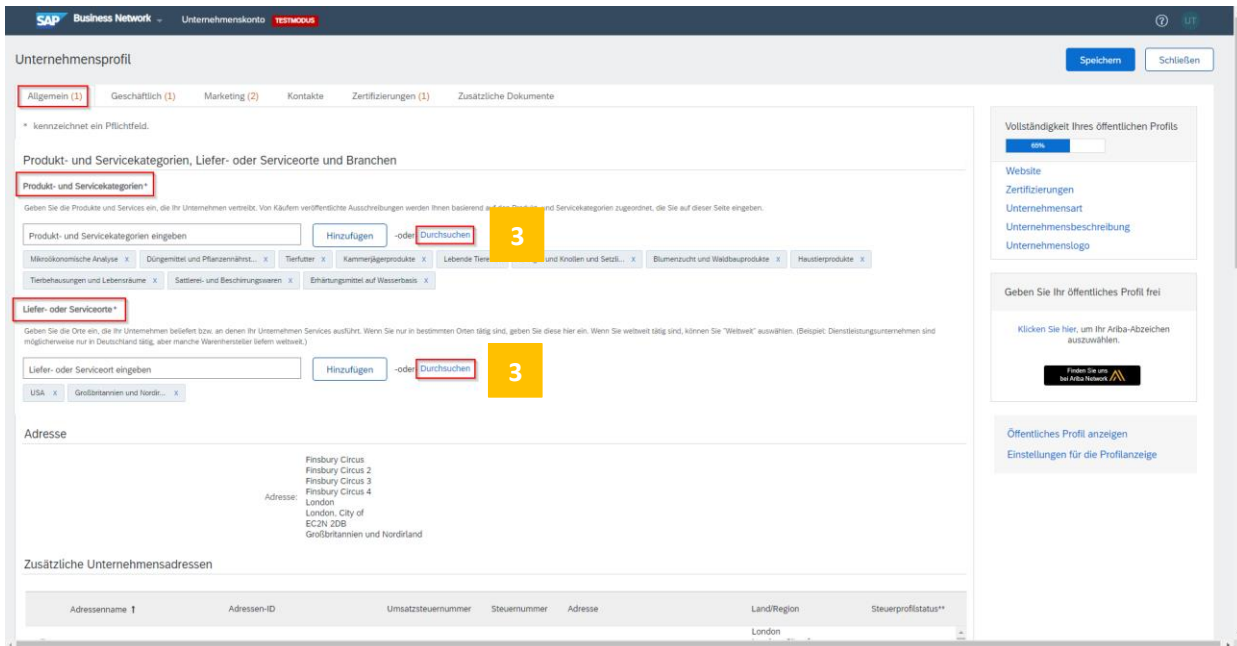 SAP Business Network Unternehmenskonto TESTMODUS UT
Unternehmensprofil Speichern Schließen
Allgemein (1) Geschäftlich (1) Marketing (2) Kontakte Zertifizierungen (1) Zusätzliche Dokumente
* kennzeichnet ein Pflichtfeld.
Produkt- und Servicekategorien, Liefer- oder Serviceorte und Branchen
Produkt- und Servicekategorien*
Geben Sie die Produkte und Services ein, die Ihr Unternehmen vertreibt. Von Käufern veröffentlichte Ausschreibungen werden Ihnen basierend auf den Produkt- und Servicekategorien zugeordnet, die Sie auf dieser Seite eingeben.
Produkt- und Servicekategorien eingeben Hinzufügen -oder Durchsuchen 3
Mikroökonomische Analyse x Düngemittel und Pflanzennährst... x Tierfutter x Kammerjägerprodukte x Lebende Tiere und Knollen und Setzli... x Blumenzucht und Waldbauprodukte x Haustierprodukte x
Tierbehausungen und Lebensräume x Sattlerei- und Beschirrungswaren x Erhärtungsmittel auf Wasserbasis x
Liefer- oder Serviceorte*
Geben Sie die Orte ein, die Ihr Unternehmen beliefert bzw. an denen Ihr Unternehmen Services ausführt. Wenn Sie nur in bestimmten Orten tätig sind, geben Sie diese hier ein. Wenn Sie weltweit tätig sind, können Sie "Weltweit" auswählen. (Beispiel: Dienstleistungsunternehmen sind
möglicherweise nur in Deutschland tätig, aber manche Warenhersteller liefern weltweit.)
Liefer- oder Serviceort eingeben Hinzufügen -oder Durchsuchen 3
USA x Großbritannien und Nordir... x
Adresse
Adresse:
Finsbury Circus
Finsbury Circus 2
Finsbury Circus 3
Finsbury Circus 4
London
London, City of
EC2N 2DB
Großbritannien und Nordirland
Zusätzliche Unternehmensadressen
Adressenname ↑ Adressen-ID Umsatzsteuernummer Steuernummer Adresse Land/Region Steuerprofilstatus**
London
Vollständigkeit Ihres öffentlichen Profils
Website
Zertifizierungen
Unternehmensart
Unternehmensbeschreibung
Unternehmenslogo
Geben Sie Ihr öffentliches Profil frei
Klicken Sie hier, um Ihr Ariba-Abzeichen
auszuwählen.
Finden Sie uns
bei Ariba Network
Öffentliches Profil anzeigen
Einstellungen für die Profilanzeige